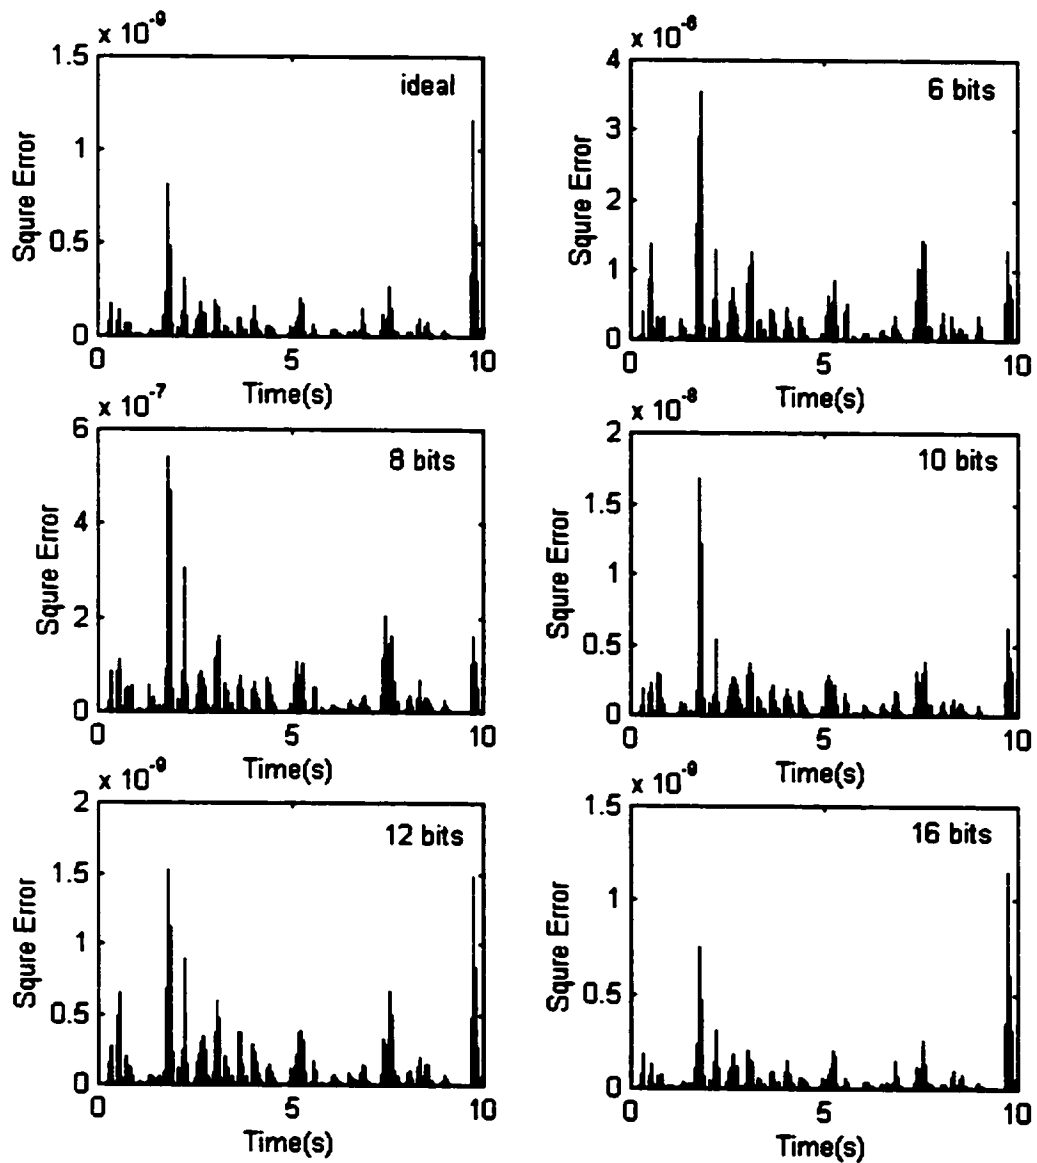 x 10^-9
1.5
ideal
1
0.5
0
Squre Error
0 5 10
Time(s)
x 10^-6
4
6 bits
3
2
1
0
Squre Error
0 5 10
Time(s)
x 10^-7
6
8 bits
4
2
0
Squre Error
0 5 10
Time(s)
x 10^-8
2
10 bits
1.5
1
0.5
0
Squre Error
0 5 10
Time(s)
x 10^-9
2
12 bits
1.5
1
0.5
0
Squre Error
0 5 10
Time(s)
x 10^-9
1.5
16 bits
1
0.5
0
Squre Error
0 5 10
Time(s)